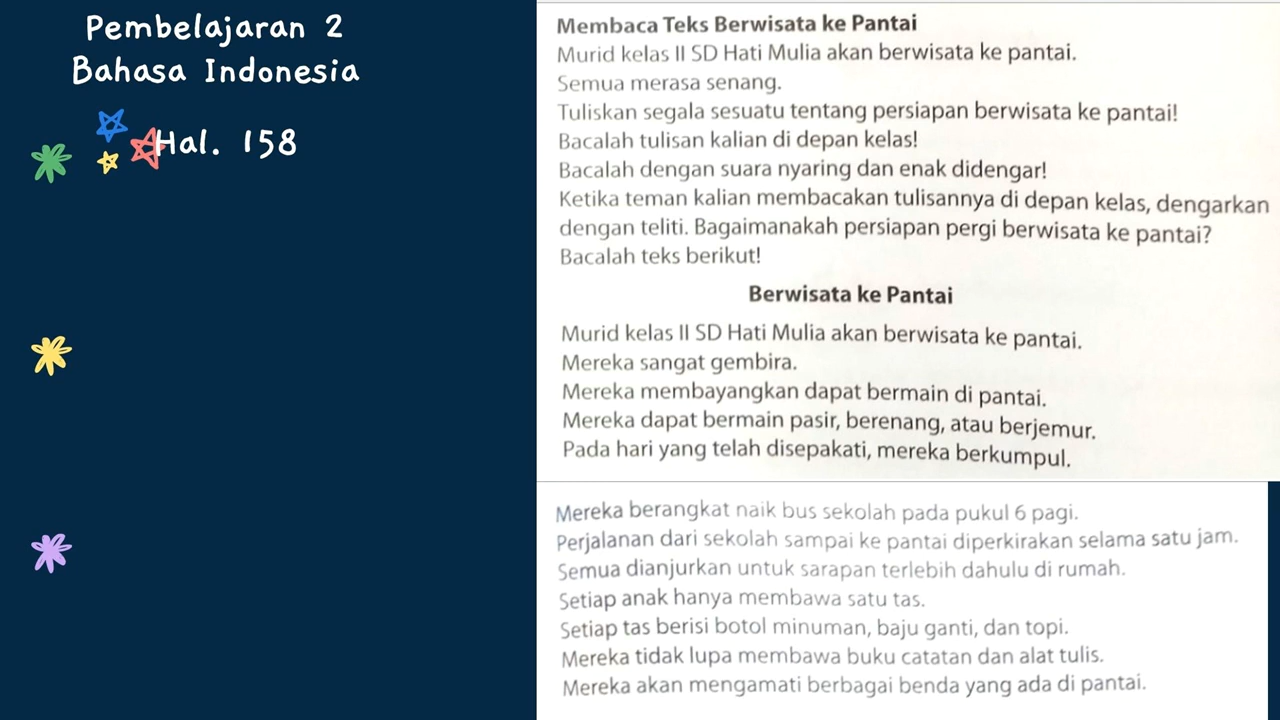 Pembelajaran 2
Bahasa Indonesia
Hal. 158
Membaca Teks Berwisata ke Pantai
Murid kelas II SD Hati Mulia akan berwisata ke pantai.
Semua merasa senang.
Tuliskan segala sesuatu tentang persiapan berwisata ke pantai!
Bacalah tulisan kalian di depan kelas!
Bacalah dengan suara nyaring dan enak didengar!
Ketika teman kalian membacakan tulisannya di depan kelas, dengarkan
dengan teliti. Bagaimanakah persiapan pergi berwisata ke pantai?
Bacalah teks berikut!
Berwisata ke Pantai
Murid kelas II SD Hati Mulia akan berwisata ke pantai.
Mereka sangat gembira.
Mereka membayangkan dapat bermain di pantai.
Mereka dapat bermain pasir, berenang, atau berjemur.
Pada hari yang telah disepakati, mereka berkumpul.
Mereka berangkat naik bus sekolah pada pukul 6 pagi.
Perjalanan dari sekolah sampai ke pantai diperkirakan selama satu jam.
Semua dianjurkan untuk sarapan terlebih dahulu di rumah.
Setiap anak hanya membawa satu tas.
Setiap tas berisi botol minuman, baju ganti, dan topi.
Mereka tidak lupa membawa buku catatan dan alat tulis.
Mereka akan mengamati berbagai benda yang ada di pantai.